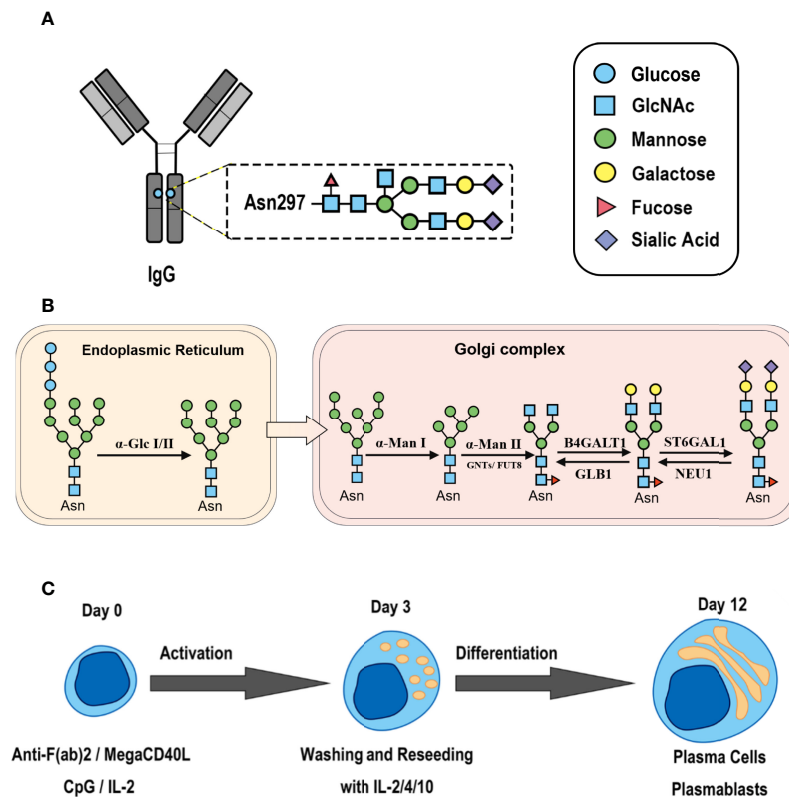 A
Glucose
GlcNAc
Mannose
Galactose
Fucose
Sialic Acid
Asn297
IgG
B
Endoplasmic Reticulum
α-Glc I/II
Asn
Asn
Golgi complex
α-Man I
α-Man II
GNTs/ FUT8
B4GALT1
GLB1
ST6GAL1
NEU1
Asn
Asn
Asn
Asn
Asn
C
Day 0
Day 3
Day 12
Activation
Differentiation
Anti-F(ab)2 / MegaCD40L
CpG / IL-2
Washing and Reseeding
with IL-2/4/10
Plasma Cells
Plasmablasts